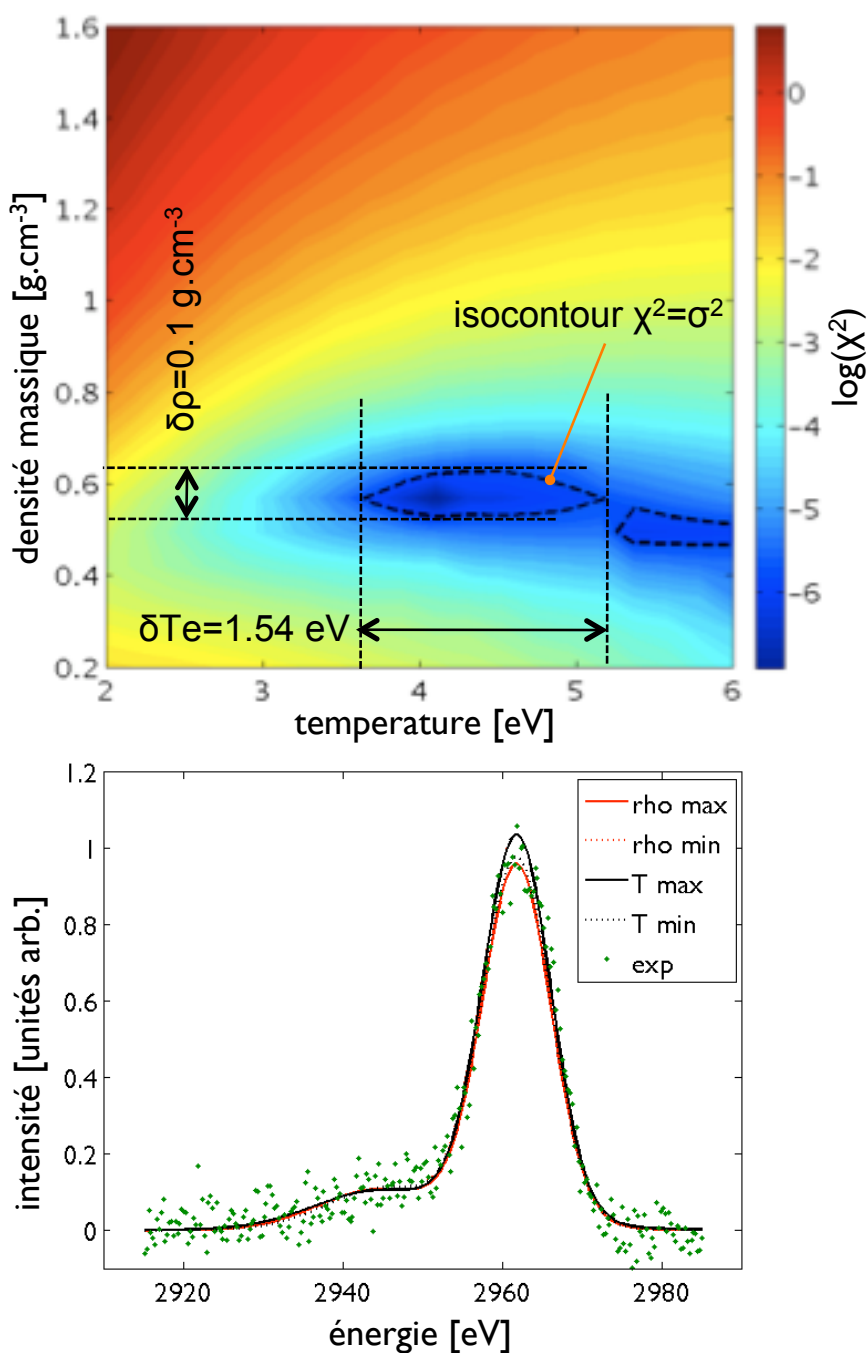 1.6
1.4
1.2
1
0.8
0.6
0.4
0.2
densité massique [g.cm-3]
δρ=0.1 g.cm-3
isocontour χ2=σ2
δTe=1.54 eV
2
3
4
5
6
temperature [eV]
0
−1
−2
−3
−4
−5
−6
log(χ2)
1.2
1
0.8
0.6
0.4
0.2
0
intensité [unités arb.]
rho max
rho min
T max
T min
exp
2920
2940
2960
2980
énergie [eV]